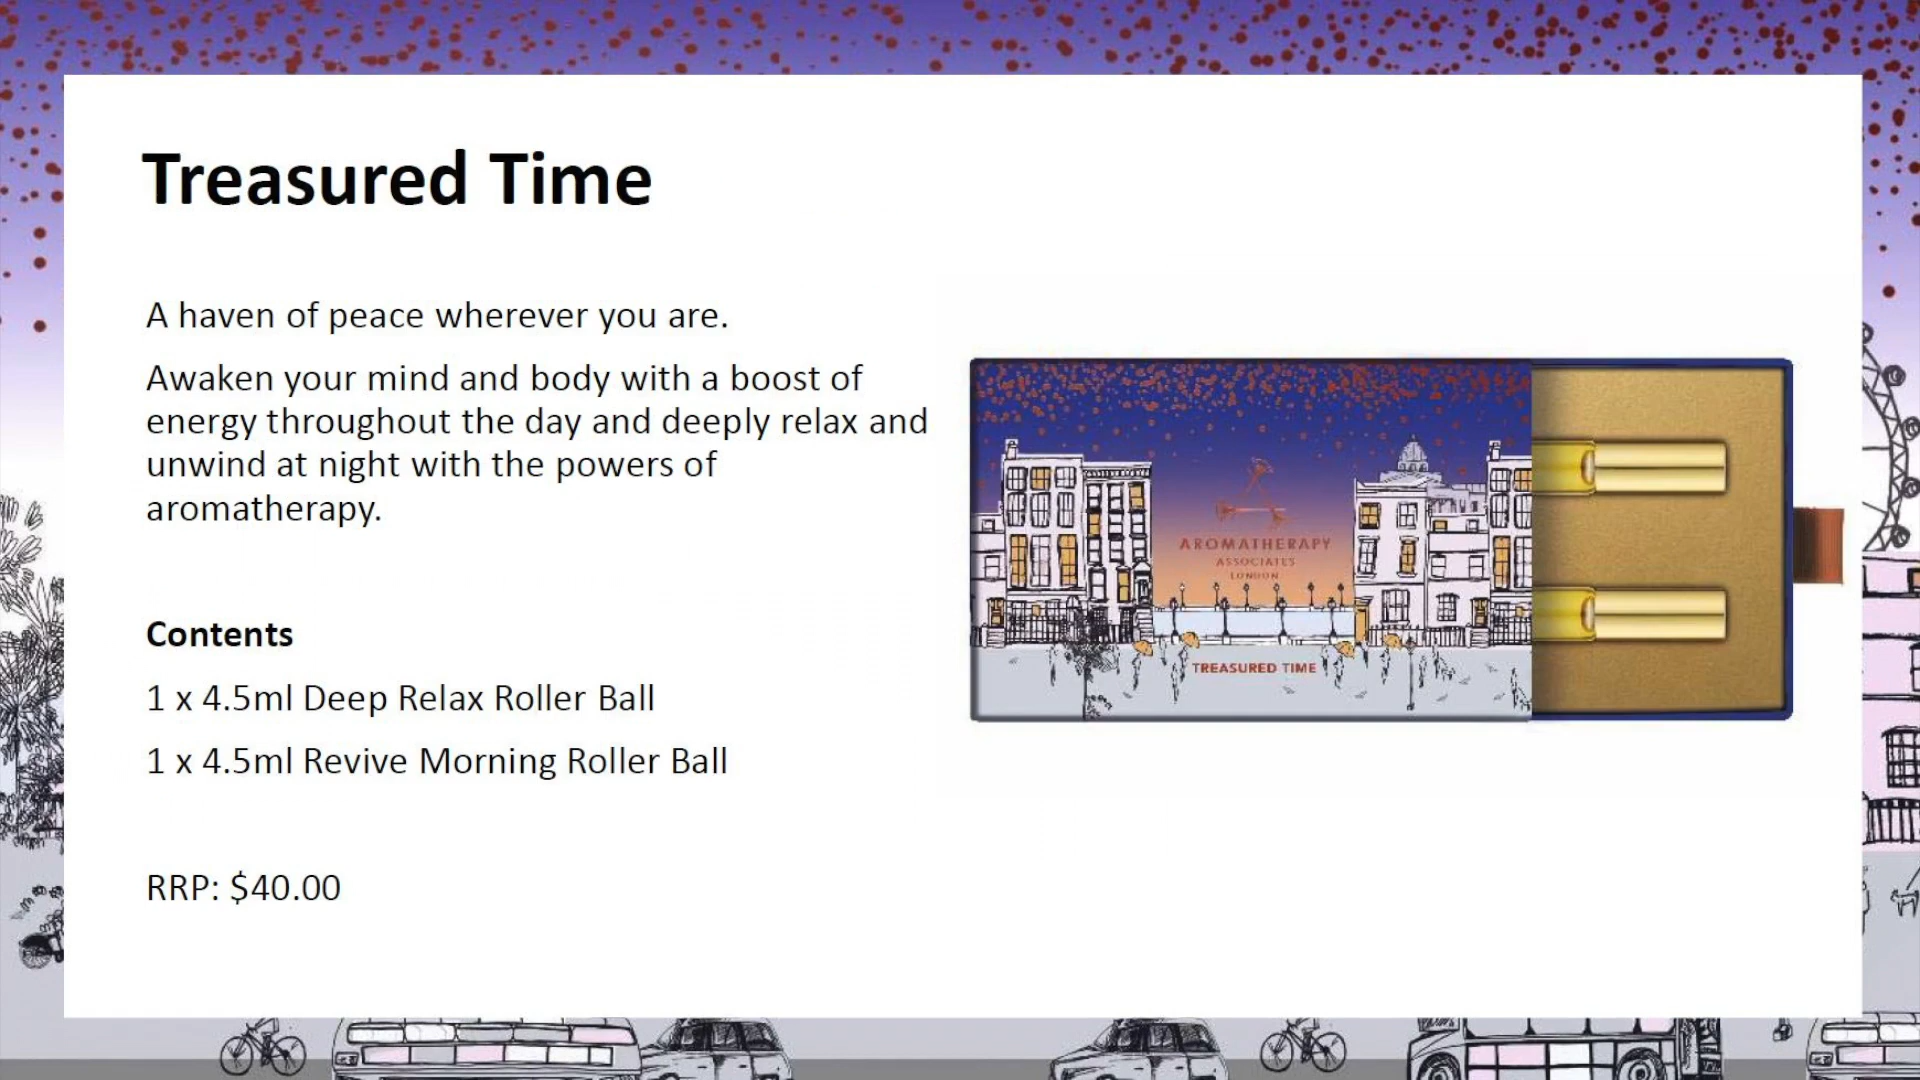 Treasured Time
A haven of peace wherever you are.
Awaken your mind and body with a boost of
energy throughout the day and deeply relax and
unwind at night with the powers of
aromatherapy.
Contents
1 x 4.5ml Deep Relax Roller Ball
1 x 4.5ml Revive Morning Roller Ball
RRP: $40.00
AROMATHERAPY
ASSOCIATES
LONDON
TREASURED TIME